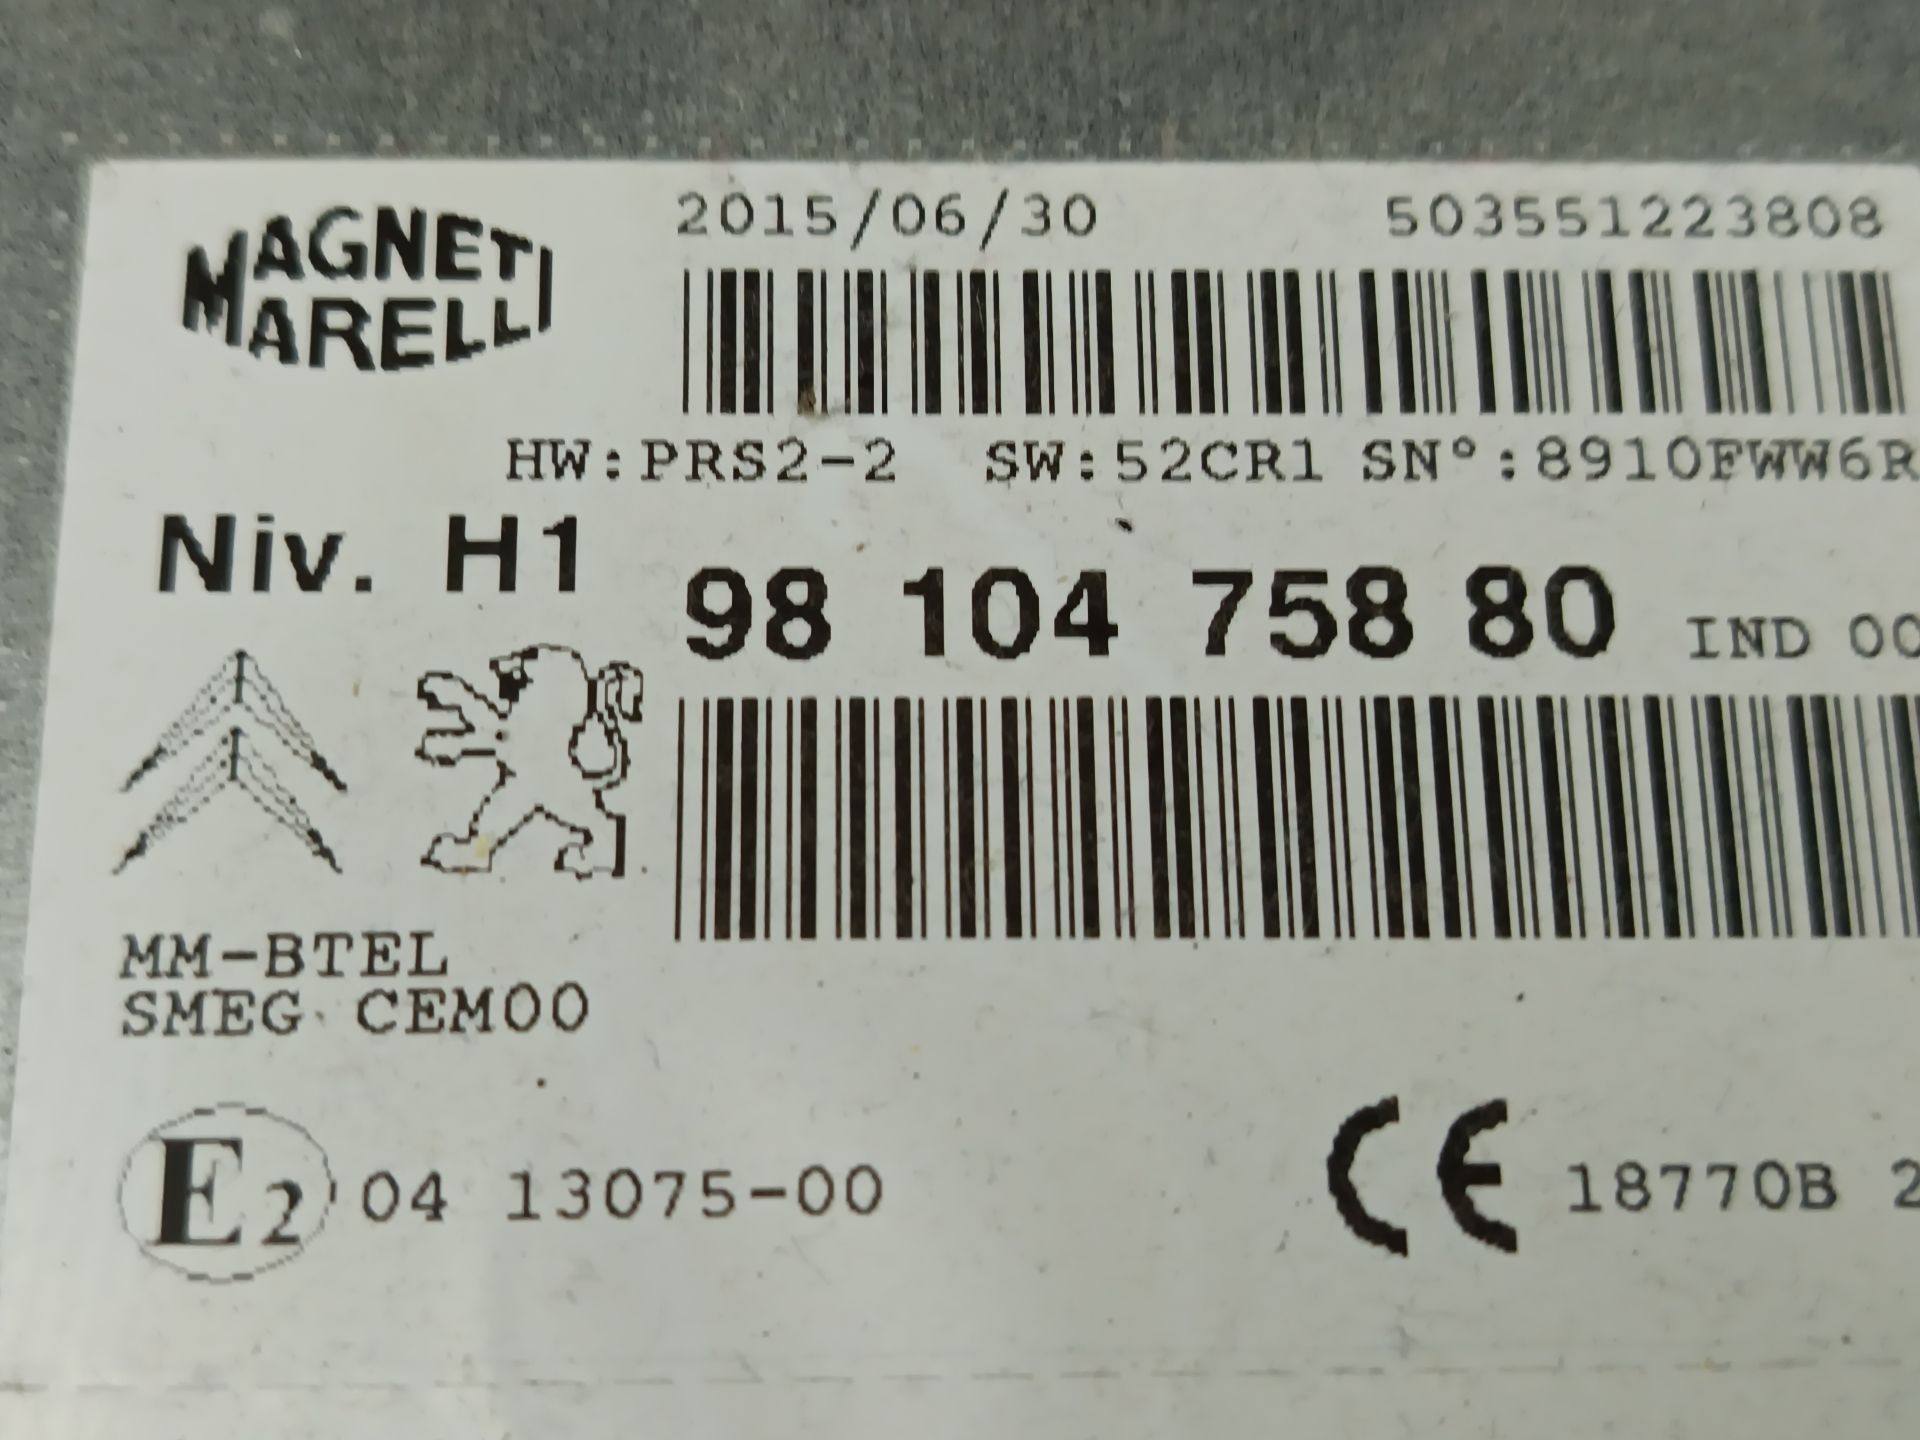 MAGNETI MARELLI
2015/06/30 503551223808
HW:PRS2-2 SW:52CR1 SN°:8910FWW6R
Niv. H1
98 104 758 80 IND 00
MM-BTEL
SMEG CEM00
E2 04 13075-00
CE 18770B 2